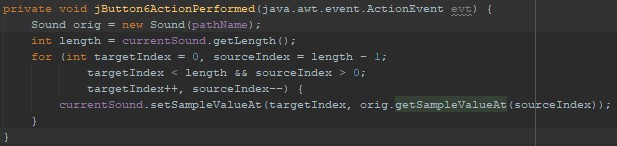 private void jButton6ActionPerformed(java.awt.event.ActionEvent evt) {
Sound orig = new Sound(pathName);
int length = currentSound.getLength();
for (int targetIndex = 0, sourceIndex = length - 1;
targetIndex < length && sourceIndex > 0;
targetIndex++, sourceIndex--) {
currentSound.setSampleValueAt(targetIndex, orig.getSampleValueAt(sourceIndex));
}
}